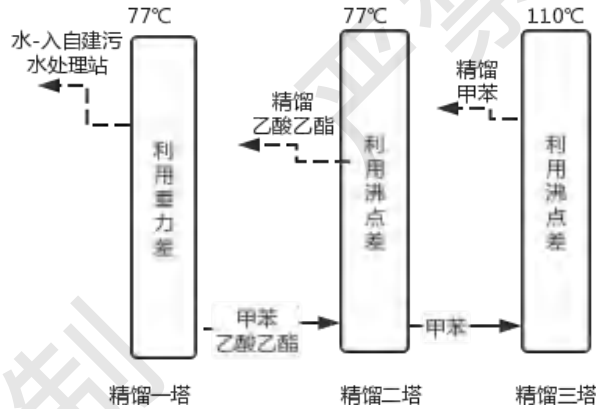 77℃
77℃
110℃
水-入自建污
水处理站
精馏
甲苯
精馏
乙酸乙酯
利用重力差
利用沸点差
利用沸点差
甲苯
乙酸乙酯
甲苯
精馏一塔
精馏二塔
精馏三塔
严禁
制